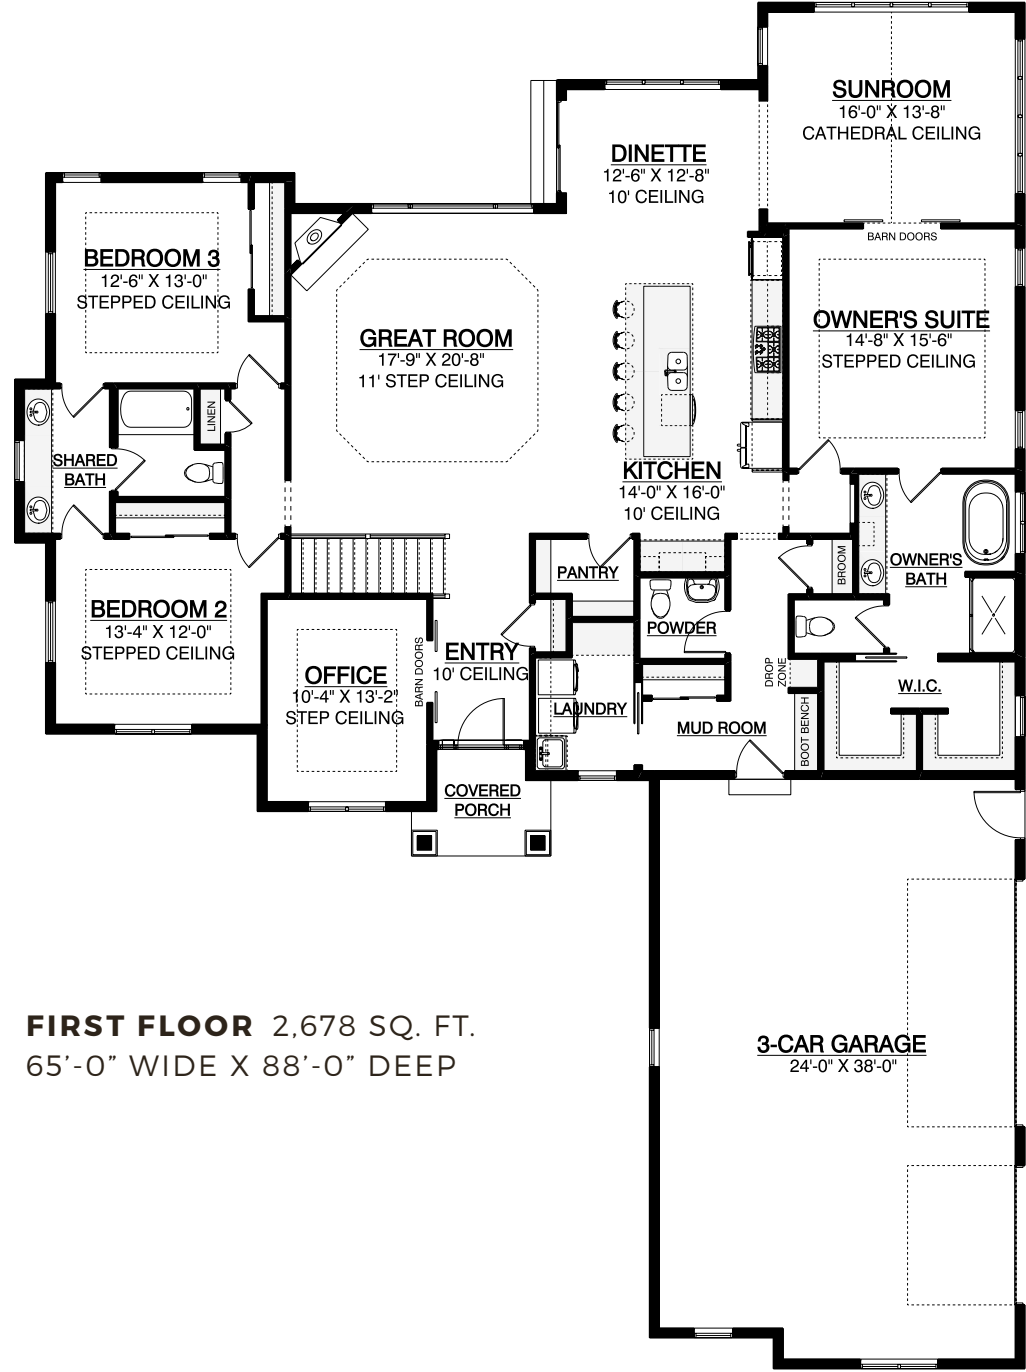 SUNROOM
16'-0" X 13'-8"
CATHEDRAL CEILING
DINETTE
12'-6" X 12'-8"
10' CEILING
BARN DOORS
BEDROOM 3
12'-6" X 13'-0"
STEPPED CEILING
GREAT ROOM
17'-9" X 20'-8"
11' STEP CEILING
OWNER'S SUITE
14'-8" X 15'-6"
STEPPED CEILING
LINEN
SHARED
BATH
KITCHEN
14'-0" X 16'-0"
10' CEILING
PANTRY
BROOM
OWNER'S
BATH
BEDROOM 2
13'-4" X 12'-0"
STEPPED CEILING
POWDER
ENTRY
10' CEILING
BARN DOORS
OFFICE
10'-4" X 13'-2"
STEP CEILING
DROP
ZONE
W.I.C.
LAUNDRY
MUD ROOM
BOOT BENCH
COVERED
PORCH
FIRST FLOOR 2,678 SQ. FT.
65’-0” WIDE X 88’-0” DEEP
3-CAR GARAGE
24'-0" X 38'-0"